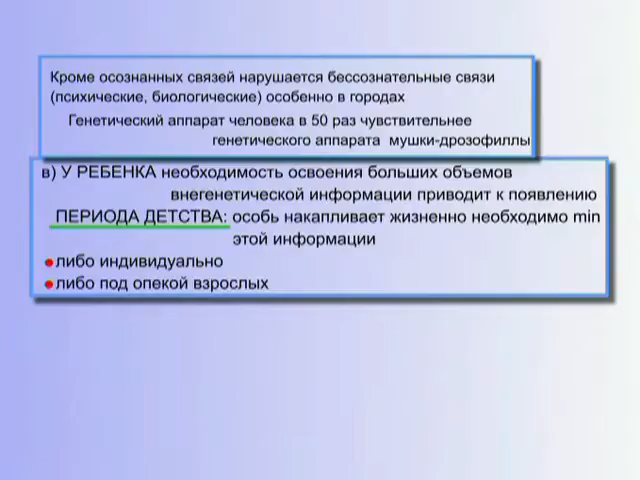 Кроме осознанных связей нарушается бессознательные связи
(психические, биологические) особенно в городах
Генетический аппарат человека в 50 раз чувствительнее
генетического аппарата мушки-дрозофиллы
в) У РЕБЕНКА необходимость освоения больших объемов
внегенетической информации приводит к появлению
ПЕРИОДА ДЕТСТВА: особь накапливает жизненно необходимо min
этой информации
либо индивидуально
либо под опекой взрослых